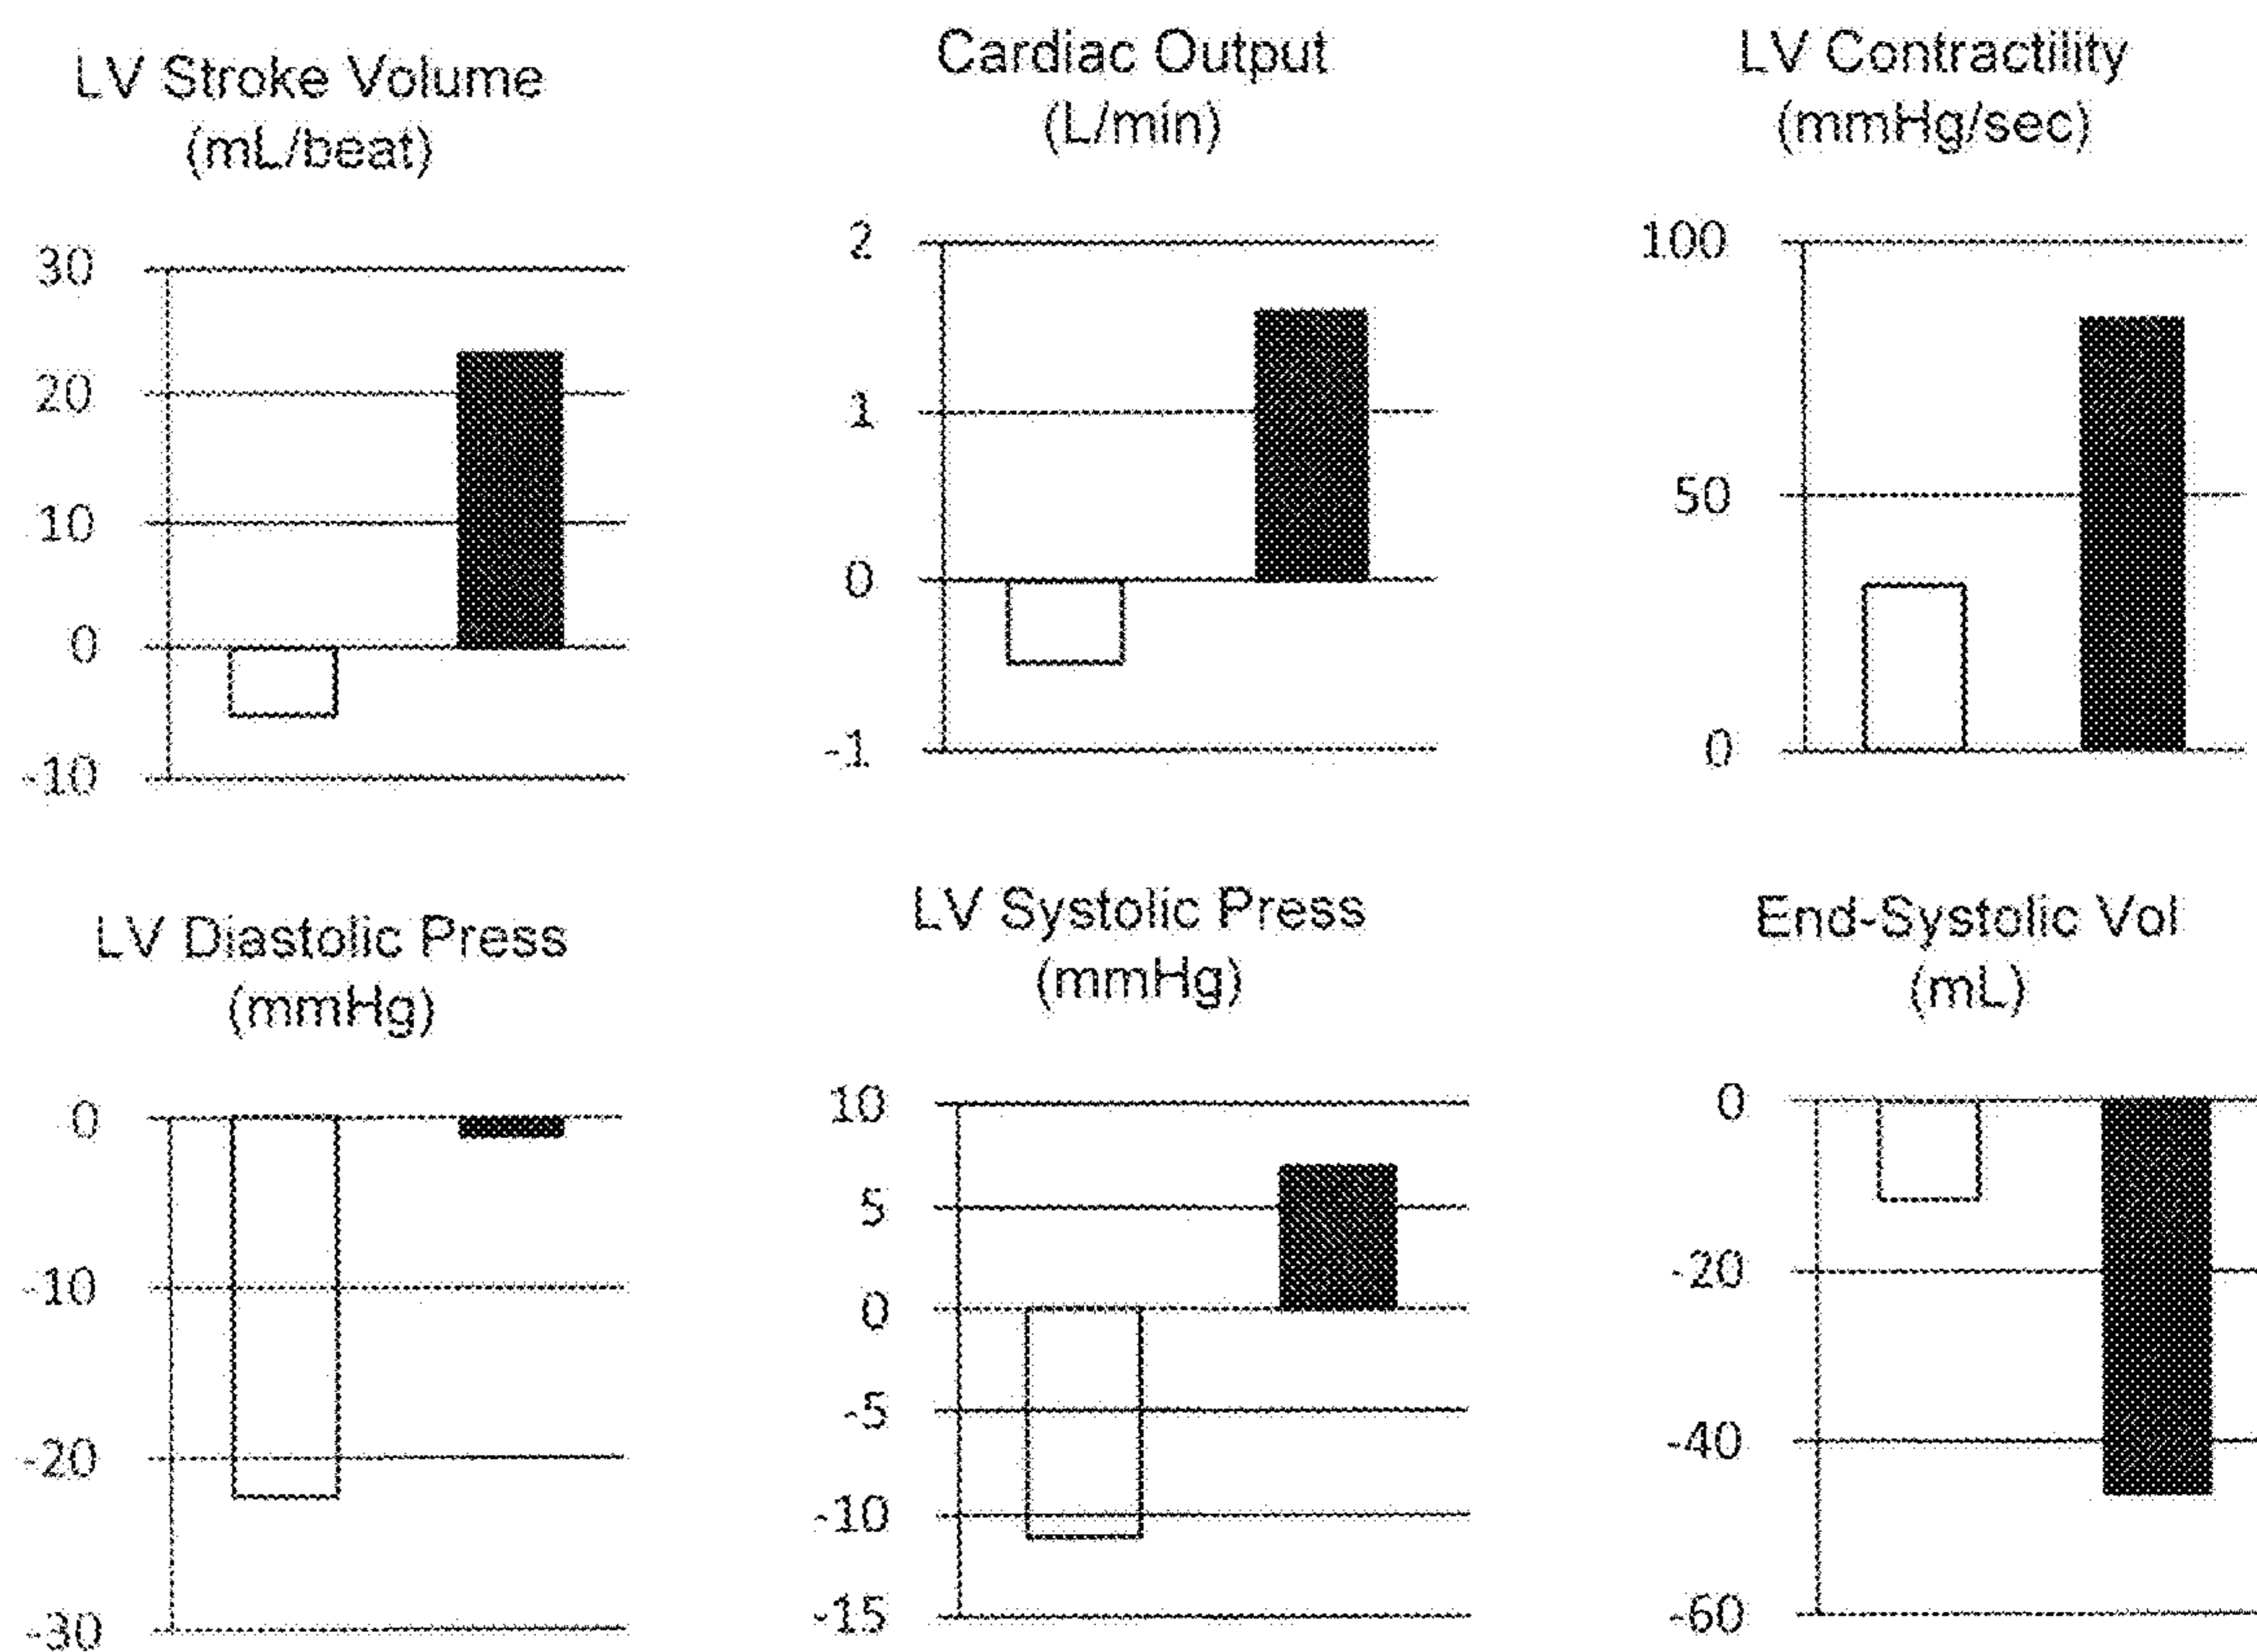 LV Stroke Volume
(mL/beat)
30
20
10
0
-10
Cardiac Output
(L/min)
2
1
0
-1
LV Contractility
(mmHg/sec)
100
50
0
LV Diastolic Press
(mmHg)
0
-10
-20
-30
LV Systolic Press
(mmHg)
10
5
0
-5
-10
-15
End-Systolic Vol
(mL)
0
-20
-40
-60